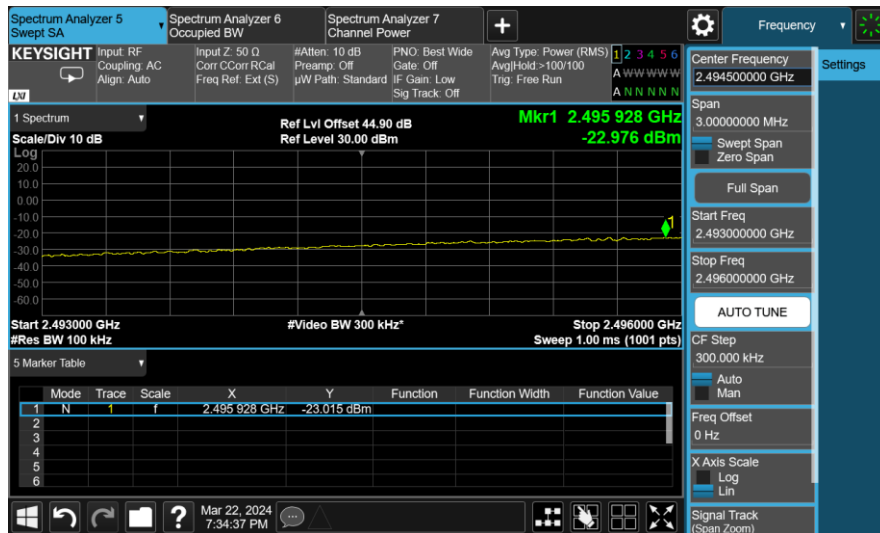 Spectrum Analyzer 5
Swept SA
Spectrum Analyzer 6
Occupied BW
Spectrum Analyzer 7
Channel Power
Frequency
KEYSIGHT
LXI
Input: RF
Coupling: AC
Align: Auto
Input Z: 50 Ω
Corr CCorr RCal
Freq Ref: Ext (S)
#Atten: 10 dB
Preamp: Off
µW Path: Standard
PNO: Best Wide
Gate: Off
IF Gain: Low
Sig Track: Off
Avg Type: Power (RMS)
Avg|Hold:>100/100
Trig: Free Run
1 2 3 4 5 6
A W W W W W
A N N N N N
1 Spectrum
Scale/Div 10 dB
Ref Lvl Offset 44.90 dB
Ref Level 30.00 dBm
Mkr1 2.495 928 GHz
-22.976 dBm
Log
20.0
10.0
0.00
-10.0
-20.0
-30.0
-40.0
-50.0
-60.0
1
Start 2.493000 GHz
#Res BW 100 kHz
#Video BW 300 kHz*
Stop 2.496000 GHz
Sweep 1.00 ms (1001 pts)
5 Marker Table
Mode Trace Scale X Y Function Function Width Function Value
1 N 1 f 2.495 928 GHz -23.015 dBm
2
3
4
5
6
Mar 22, 2024
7:34:37 PM
?
Center Frequency
2.494500000 GHz
Span
3.00000000 MHz
Swept Span
Zero Span
Full Span
Start Freq
2.493000000 GHz
Stop Freq
2.496000000 GHz
AUTO TUNE
CF Step
300.000 kHz
Auto
Man
Freq Offset
0 Hz
X Axis Scale
Log
Lin
Signal Track
(Span Zoom)
Settings